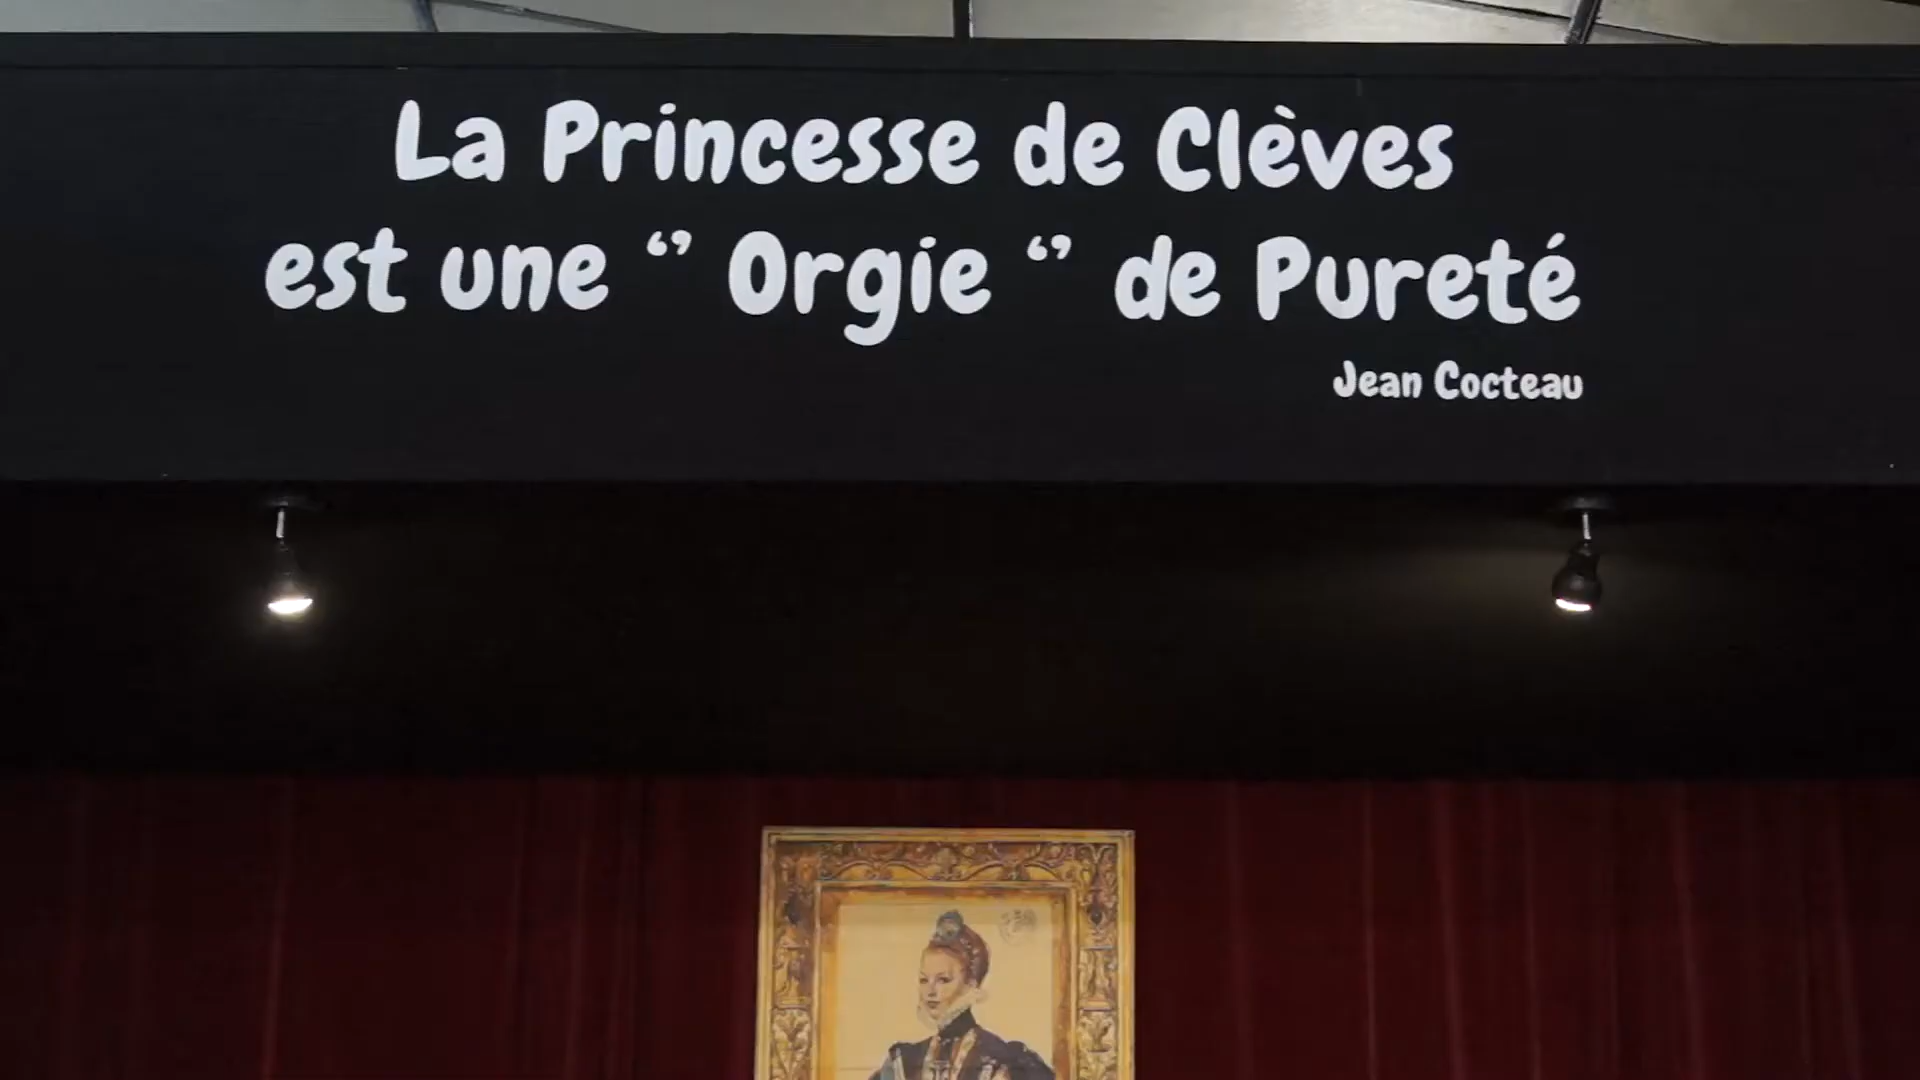 La Princesse de Clèves
est une “ Orgie “ de Pureté
Jean Cocteau